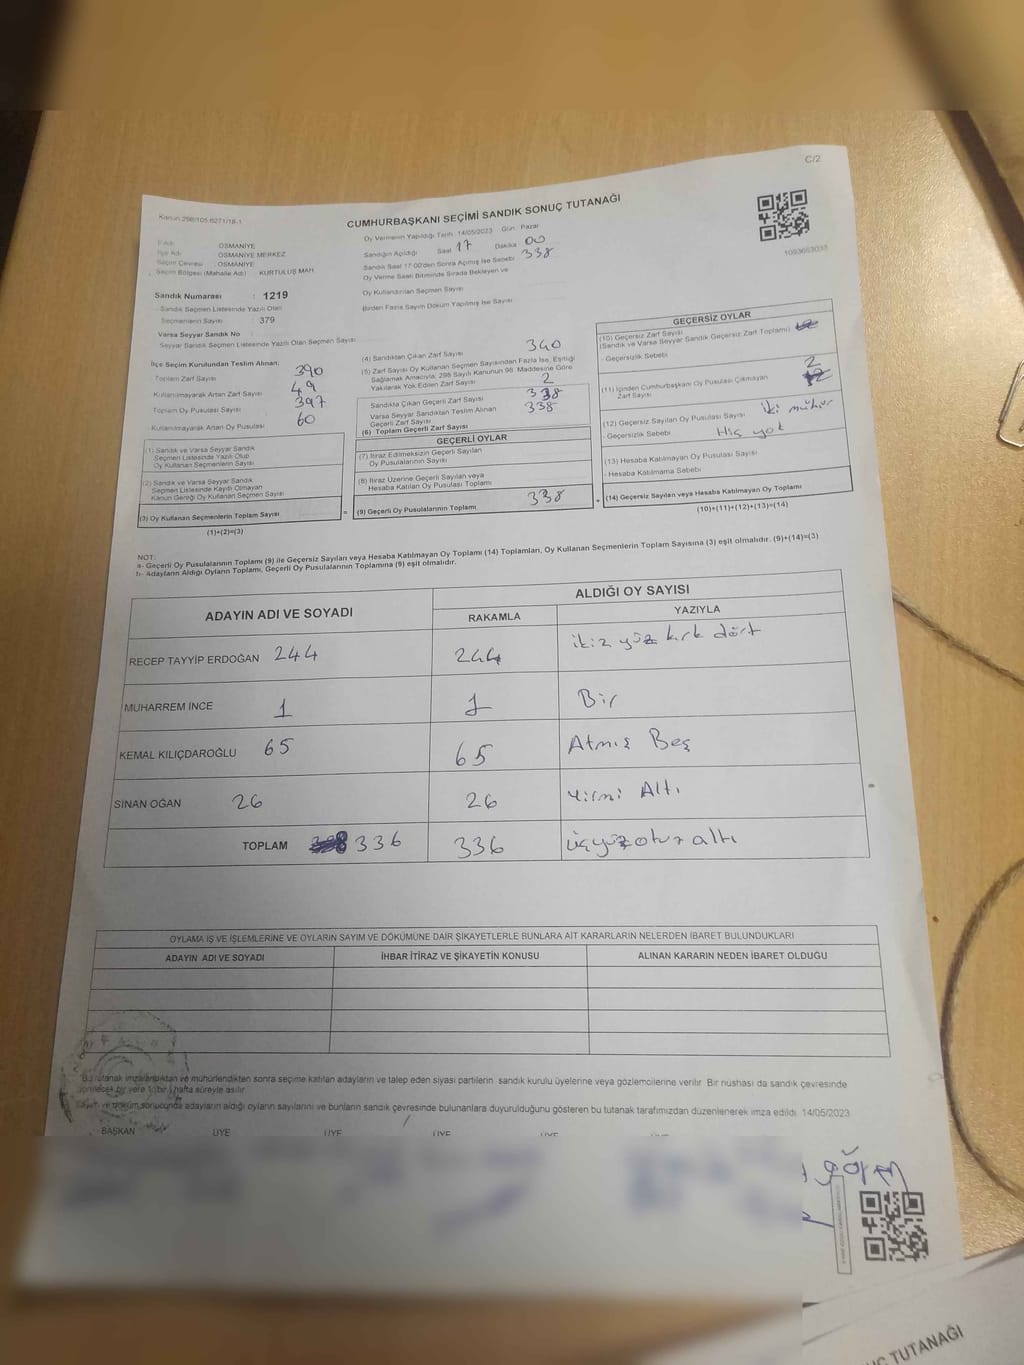 C/2
Kanun:298/105.6271/18-1
CUMHURBAŞKANI SEÇİMİ SANDIK SONUÇ TUTANAĞI
1093693033
İl Adı : OSMANİYE
İlçe Adı : OSMANİYE MERKEZ
Seçim Çevresi : OSMANİYE
Seçim Bölgesi (Mahalle Adı) : KURTULUŞ MAH.
Sandık Numarası : 1219
Sandık Seçmen Listesinde Yazılı Olan
Seçmenlerin Sayısı : 379
Varsa Seyyar Sandık No
Seyyar Sandık Seçmen Listesinde Yazılı Olan Seçmen Sayısı
Oy Vermenin Yapıldığı Tarih :14/05/2023 Gün : Pazar
Sandığın Açıldığı Saat 17 Dakika 00
Sandık Saat 17:00'den Sonra Açılmış İse Sebebi 338
Oy Verme Saati Bitiminde Sırada Bekleyen ve
Oy Kullandırılan Seçmen Sayısı
Birden Fazla Sayım Döküm Yapılmış İse Sayısı
İlçe Seçim Kurulundan Teslim Alınan:
Toplam Zarf Sayısı 390
Kullanılmayarak Artan Zarf Sayısı 49
Toplam Oy Pusulası Sayısı 397
Kullanılmayarak Artan Oy Pusulası 60
(1) Sandık ve Varsa Seyyar Sandık
Seçmen Listesinde Yazılı Olup
Oy Kullanan Seçmenlerin Sayısı
(2) Sandık ve Varsa Seyyar Sandık
Seçmen Listesinde Kaydı Olmayan
Kanun Gereği Oy Kullanan Seçmen Sayısı
(3) Oy Kullanan Seçmenlerin Toplam Sayısı =
(1)+(2)=(3)
(4) Sandıktan Çıkan Zarf Sayısı 340
(5) Zarf Sayısı Oy Kullanan Seçmen Sayısından Fazla İse, Eşitliği
Sağlamak Amacıyla, 298 Sayılı Kanunun 98. Maddesine Göre
Yakılarak Yok Edilen Zarf Sayısı 2
Sandıkta Çıkan Geçerli Zarf Sayısı 338
Varsa Seyyar Sandıktan Teslim Alınan
Geçerli Zarf Sayısı 338
(6) Toplam Geçerli Zarf Sayısı
GEÇERLİ OYLAR
(7) İtiraz Edilmeksizin Geçerli Sayılan
Oy Pusulalarının Sayısı
(8) İtiraz Üzerine Geçerli Sayılan veya
Hesaba Katılan Oy Pusulası Toplamı
(9) Geçerli Oy Pusulalarının Toplamı 338 +
GEÇERSİZ OYLAR
(10) Geçersiz Zarf Sayısı
(Sandık ve Varsa Seyyar Sandık Geçersiz Zarf Toplamı)
- Geçersizlik Sebebi
(11) İçinden Cumhurbaşkanı Oy Pusulası Çıkmayan
Zarf Sayısı 2
(12) Geçersiz Sayılan Oy Pusulası Sayısı iki mühür
- Geçersizlik Sebebi Hiç yok
(13) Hesaba Katılmayan Oy Pusulası Sayısı
- Hesaba Katılmama Sebebi
(14) Geçersiz Sayılan veya Hesaba Katılmayan Oy Toplamı
(10)+(11)+(12)+(13)=(14)
NOT:
a- Geçerli Oy Pusulalarının Toplamı (9) ile Geçersiz Sayılan veya Hesaba Katılmayan Oy Toplamı (14) Toplamları, Oy Kullanan Seçmenlerin Toplam Sayısına (3) eşit olmalıdır. (9)+(14)=(3)
b- Adayların Aldığı Oyların Toplamı, Geçerli Oy Pusulalarının Toplamına (9) eşit olmalıdır.
ADAYIN ADI VE SOYADI
ALDIĞI OY SAYISI
RAKAMLA YAZIYLA
RECEP TAYYİP ERDOĞAN 244 244 ikiz yüz kırk dört
MUHARREM İNCE 1 1 Bir
KEMAL KILIÇDAROĞLU 65 65 Atmış Beş
SİNAN OĞAN 26 26 Yirmi Altı
TOPLAM 336 336 üçyüzotuzaltı
OYLAMA İŞ VE İŞLEMLERİNE VE OYLARIN SAYIM VE DÖKÜMÜNE DAİR ŞİKAYETLERLE BUNLARA AİT KARARLARIN NELERDEN İBARET BULUNDUKLARI
ADAYIN ADI VE SOYADI İHBAR İTİRAZ VE ŞİKAYETİN KONUSU ALINAN KARARIN NEDEN İBARET OLDUĞU
Bu tutanak imzalandıktan ve mühürlendikten sonra seçime katılan adayların ve talep eden siyasi partilerin sandık kurulu üyelerine veya gözlemcilerine verilir. Bir nüshası da sandık çevresinde
görülecek bir yere 1 (bir) hafta süreyle asılır.
Sayım ve döküm sonucunda adayların aldığı oyların sayılarını ve bunların sandık çevresinde bulunanlara duyurulduğunu gösteren bu tutanak tarafımızdan düzenlenerek imza edildi. 14/05/2023
BAŞKAN ÜYE ÜYE ÜYE ÜYE
TUTANAĞI